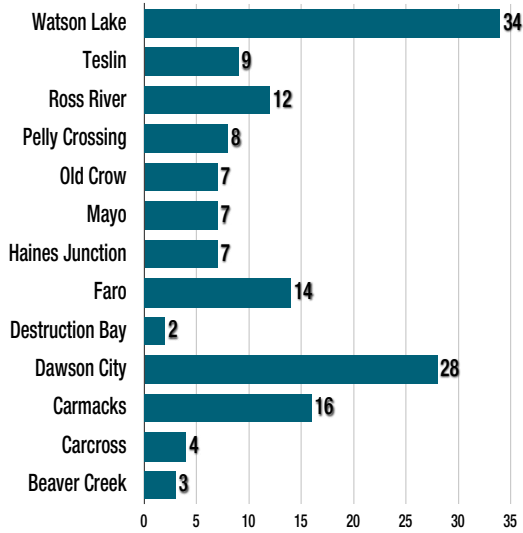 Watson Lake 34
Teslin 9
Ross River 12
Pelly Crossing 8
Old Crow 7
Mayo 7
Haines Junction 7
Faro 14
Destruction Bay 2
Dawson City 28
Carmacks 16
Carcross 4
Beaver Creek 3
0 5 10 15 20 25 30 35